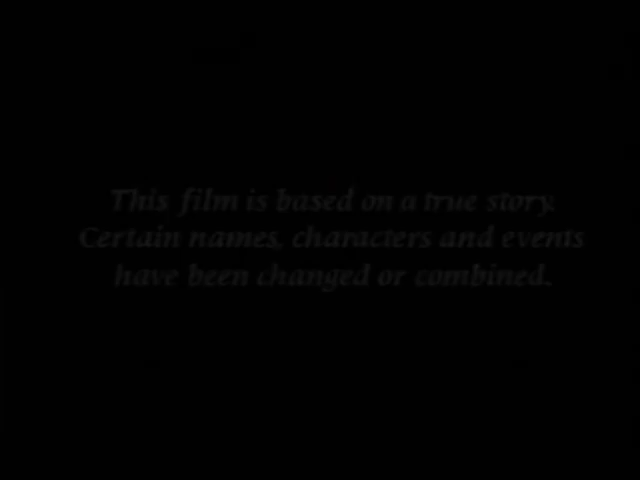 This film is based on a true story.
Certain names, characters and events
have been changed or combined.